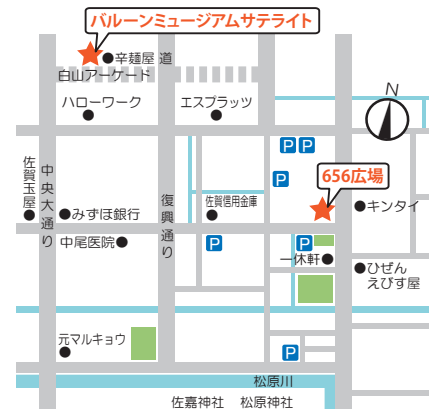 バルーンミュージアムサテライト
辛麺屋 道
白山アーケード
ハローワーク
エスプラッツ
N
P P
P
656広場
佐賀玉屋
中央大通り
みずほ銀行
復興通り
佐賀信用金庫
キンタイ
中尾医院
P
P
一休軒
ひぜん
えびす屋
元マルキョウ
P
松原川
佐嘉神社 松原神社